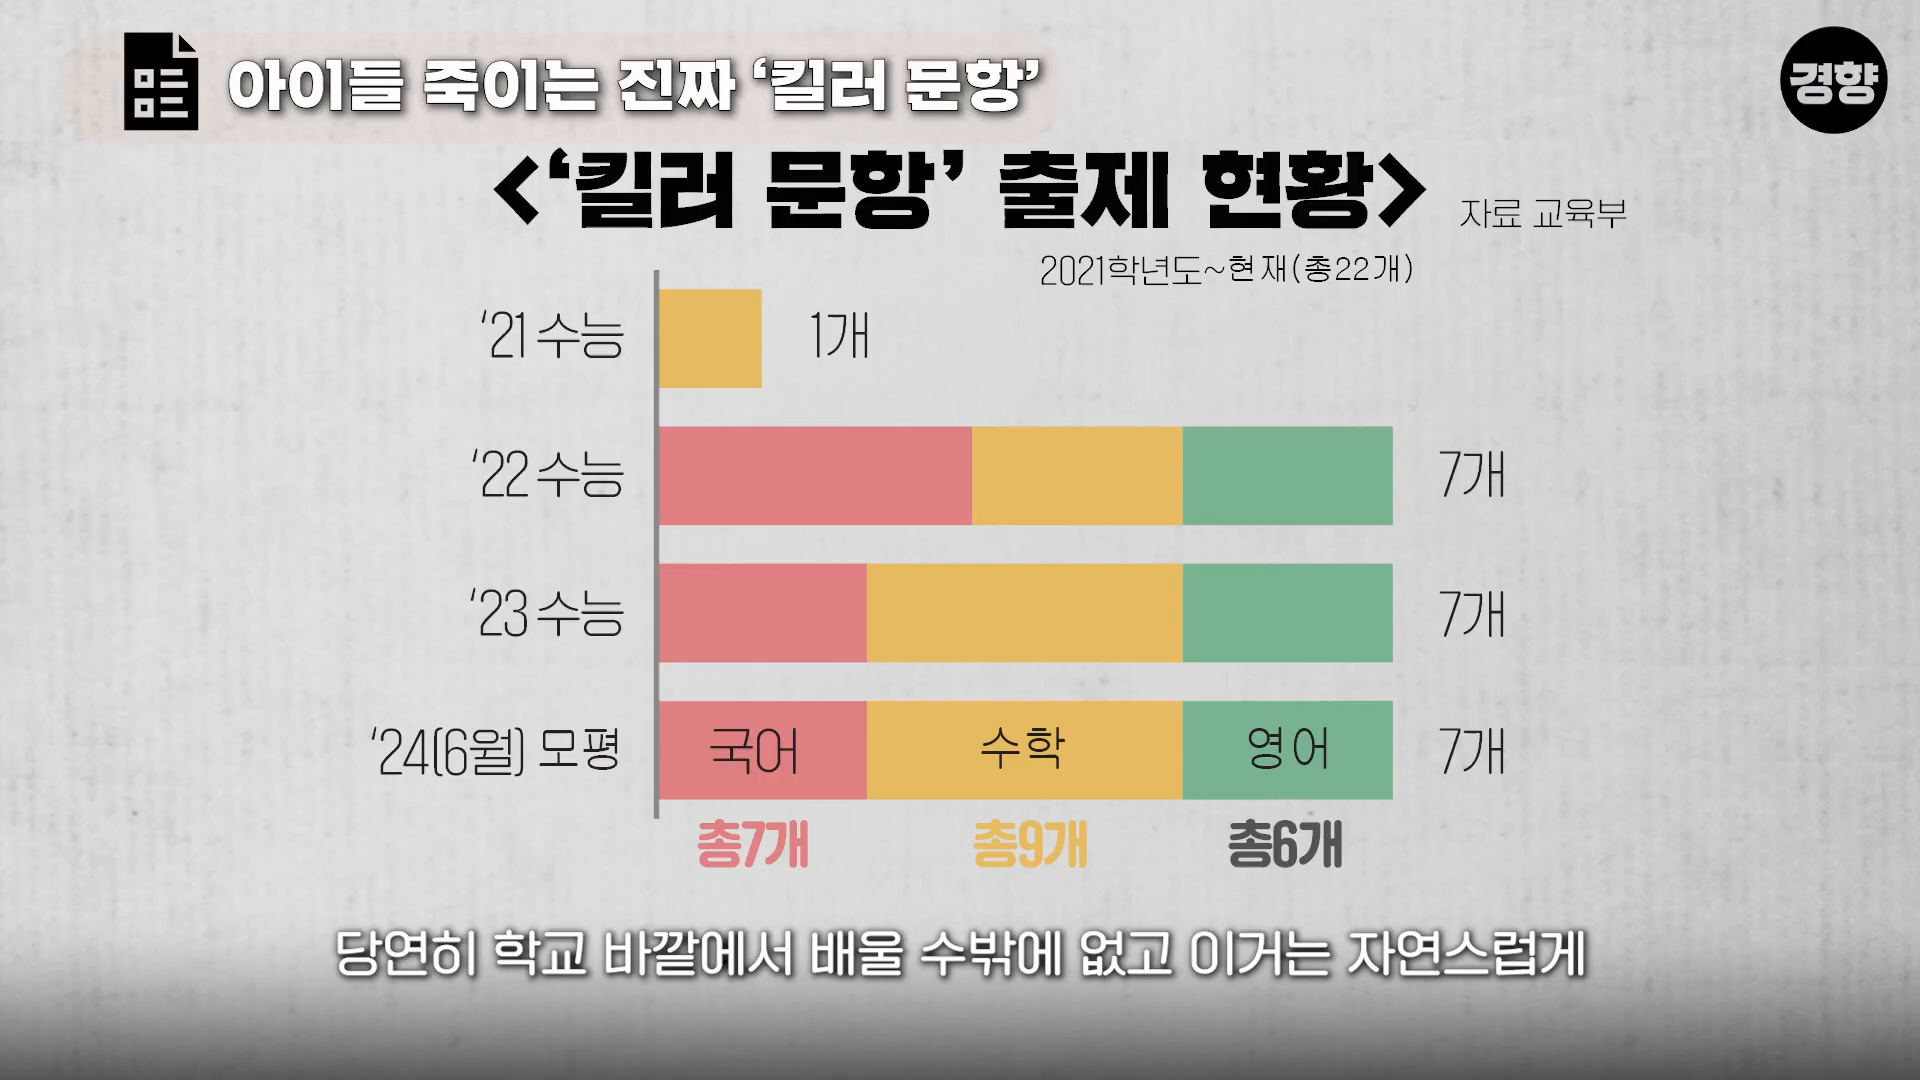 아이들 죽이는 진짜 ‘킬러 문항’
경향
<‘킬러 문항’ 출제 현황>
자료 교육부
2021학년도~현재(총22개)
‘21 수능 1개
‘22 수능 7개
‘23 수능 7개
‘24(6월) 모평 국어 수학 영어 7개
총7개 총9개 총6개
당연히 학교 바깥에서 배울 수밖에 없고 이거는 자연스럽게